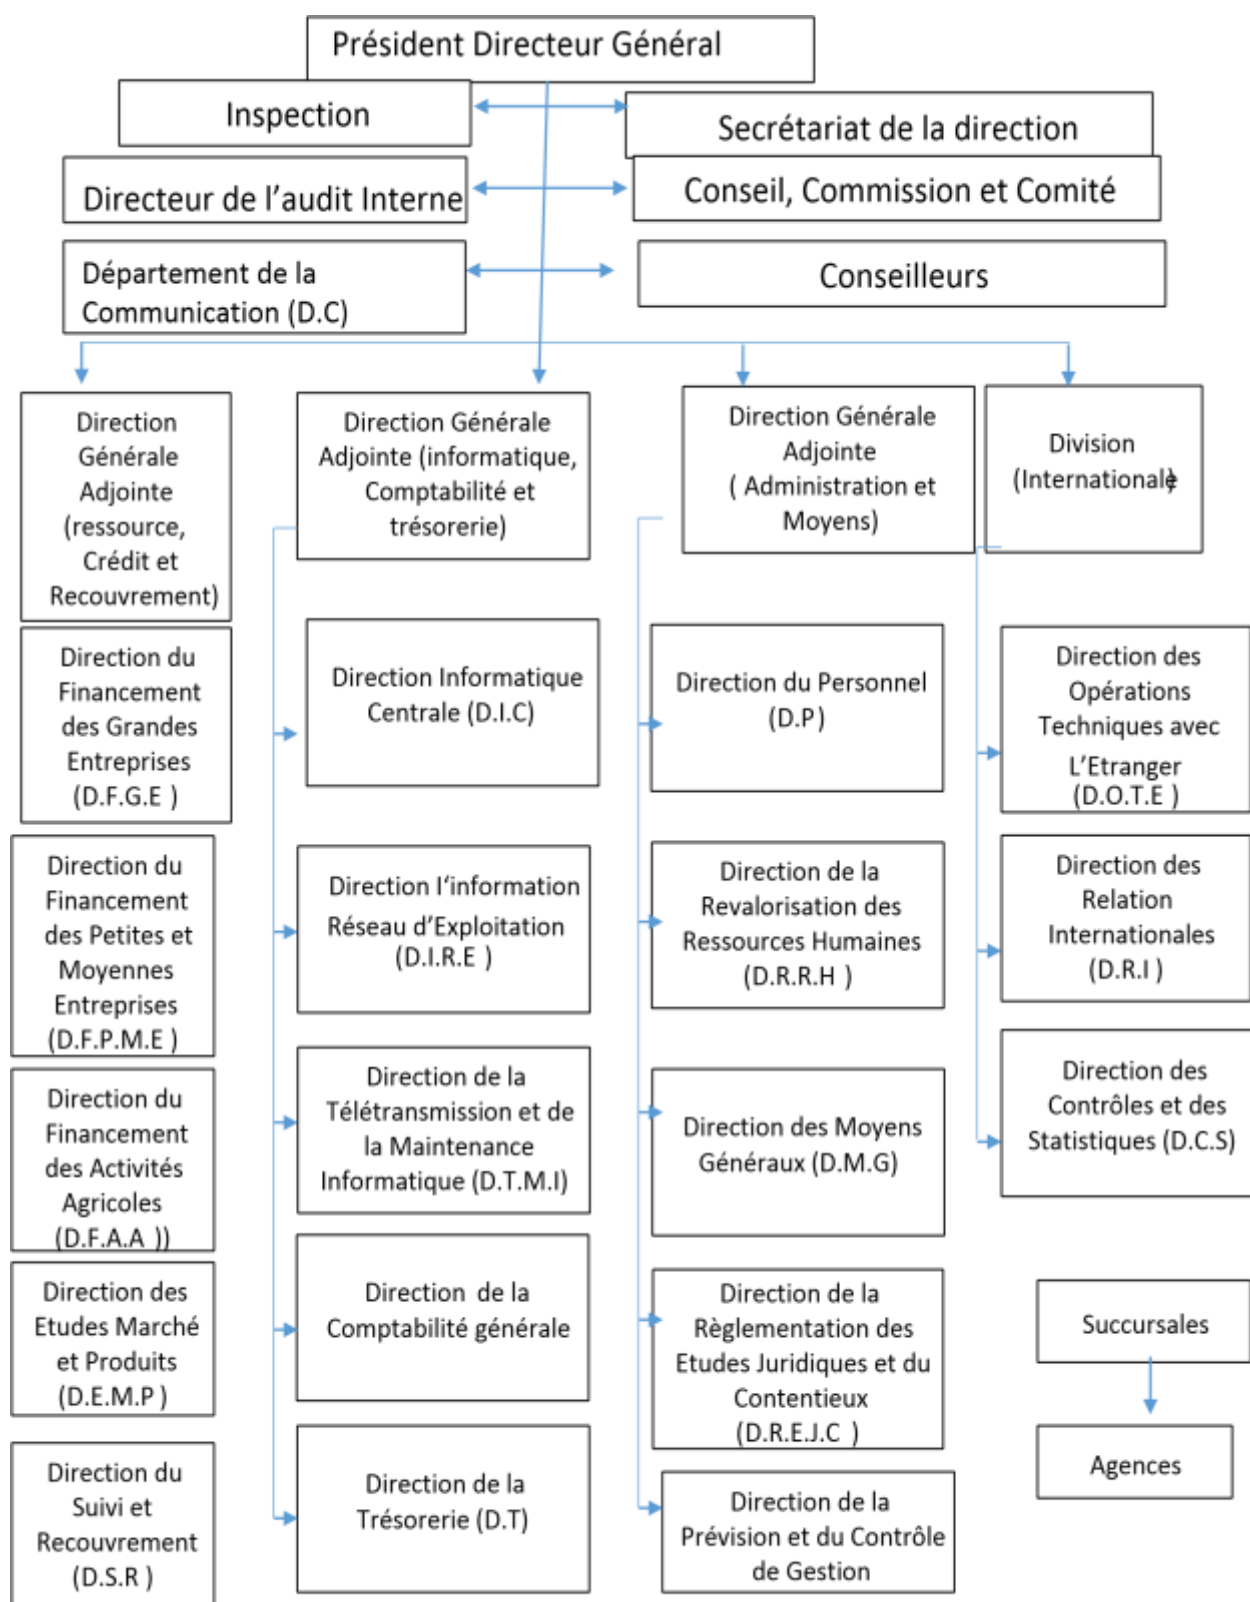 Président Directeur Général
Inspection
Secrétariat de la direction
Directeur de l’audit Interne
Conseil, Commission et Comité
Département de la
Communication (D.C)
Conseilleurs
Direction
Générale
Adjointe
(ressource,
Crédit et
Recouvrement)
Direction Générale
Adjointe (informatique,
Comptabilité et
trésorerie)
Direction Générale
Adjointe
( Administration et
Moyens)
Division
(Internationale)
Direction du
Financement
des Grandes
Entreprises
(D.F.G.E )
Direction Informatique
Centrale (D.I.C)
Direction du Personnel
(D.P)
Direction des
Opérations
Techniques avec
L’Etranger
(D.O.T.E )
Direction du
Financement
des Petites et
Moyennes
Entreprises
(D.F.P.M.E )
Direction l‘information
Réseau d’Exploitation
(D.I.R.E )
Direction de la
Revalorisation des
Ressources Humaines
(D.R.R.H )
Direction des
Relation
Internationales
(D.R.I )
Direction du
Financement
des Activités
Agricoles
(D.F.A.A ))
Direction de la
Télétransmission et de
la Maintenance
Informatique (D.T.M.I)
Direction des Moyens
Généraux (D.M.G)
Direction des
Contrôles et des
Statistiques (D.C.S)
Direction des
Etudes Marché
et Produits
(D.E.M.P )
Direction de la
Comptabilité générale
Direction de la
Règlementation des
Etudes Juridiques et du
Contentieux
(D.R.E.J.C )
Succursales
Direction du
Suivi et
Recouvrement
(D.S.R )
Direction de la
Trésorerie (D.T)
Direction de la
Prévision et du Contrôle
de Gestion
Agences